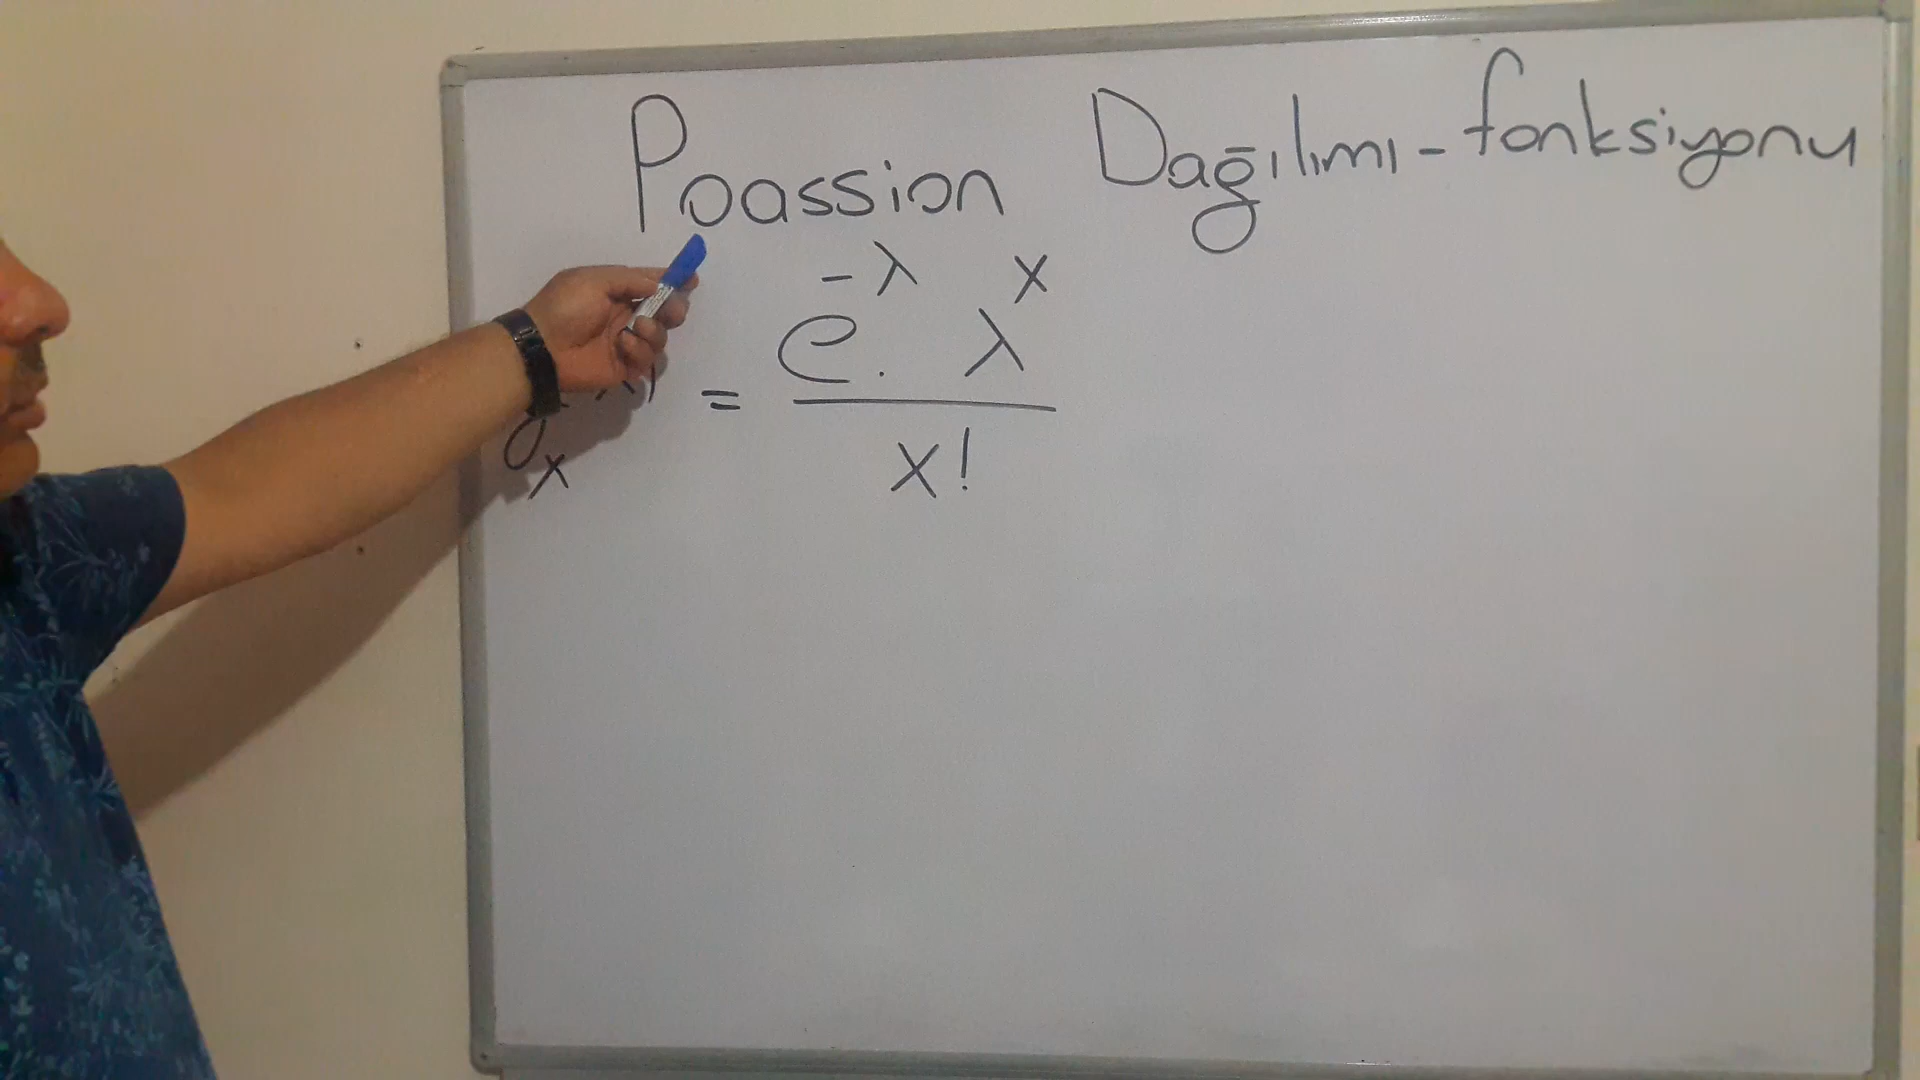 Poassion Dağılımı - fonksiyonu
-λ x
= e . λ
x x!